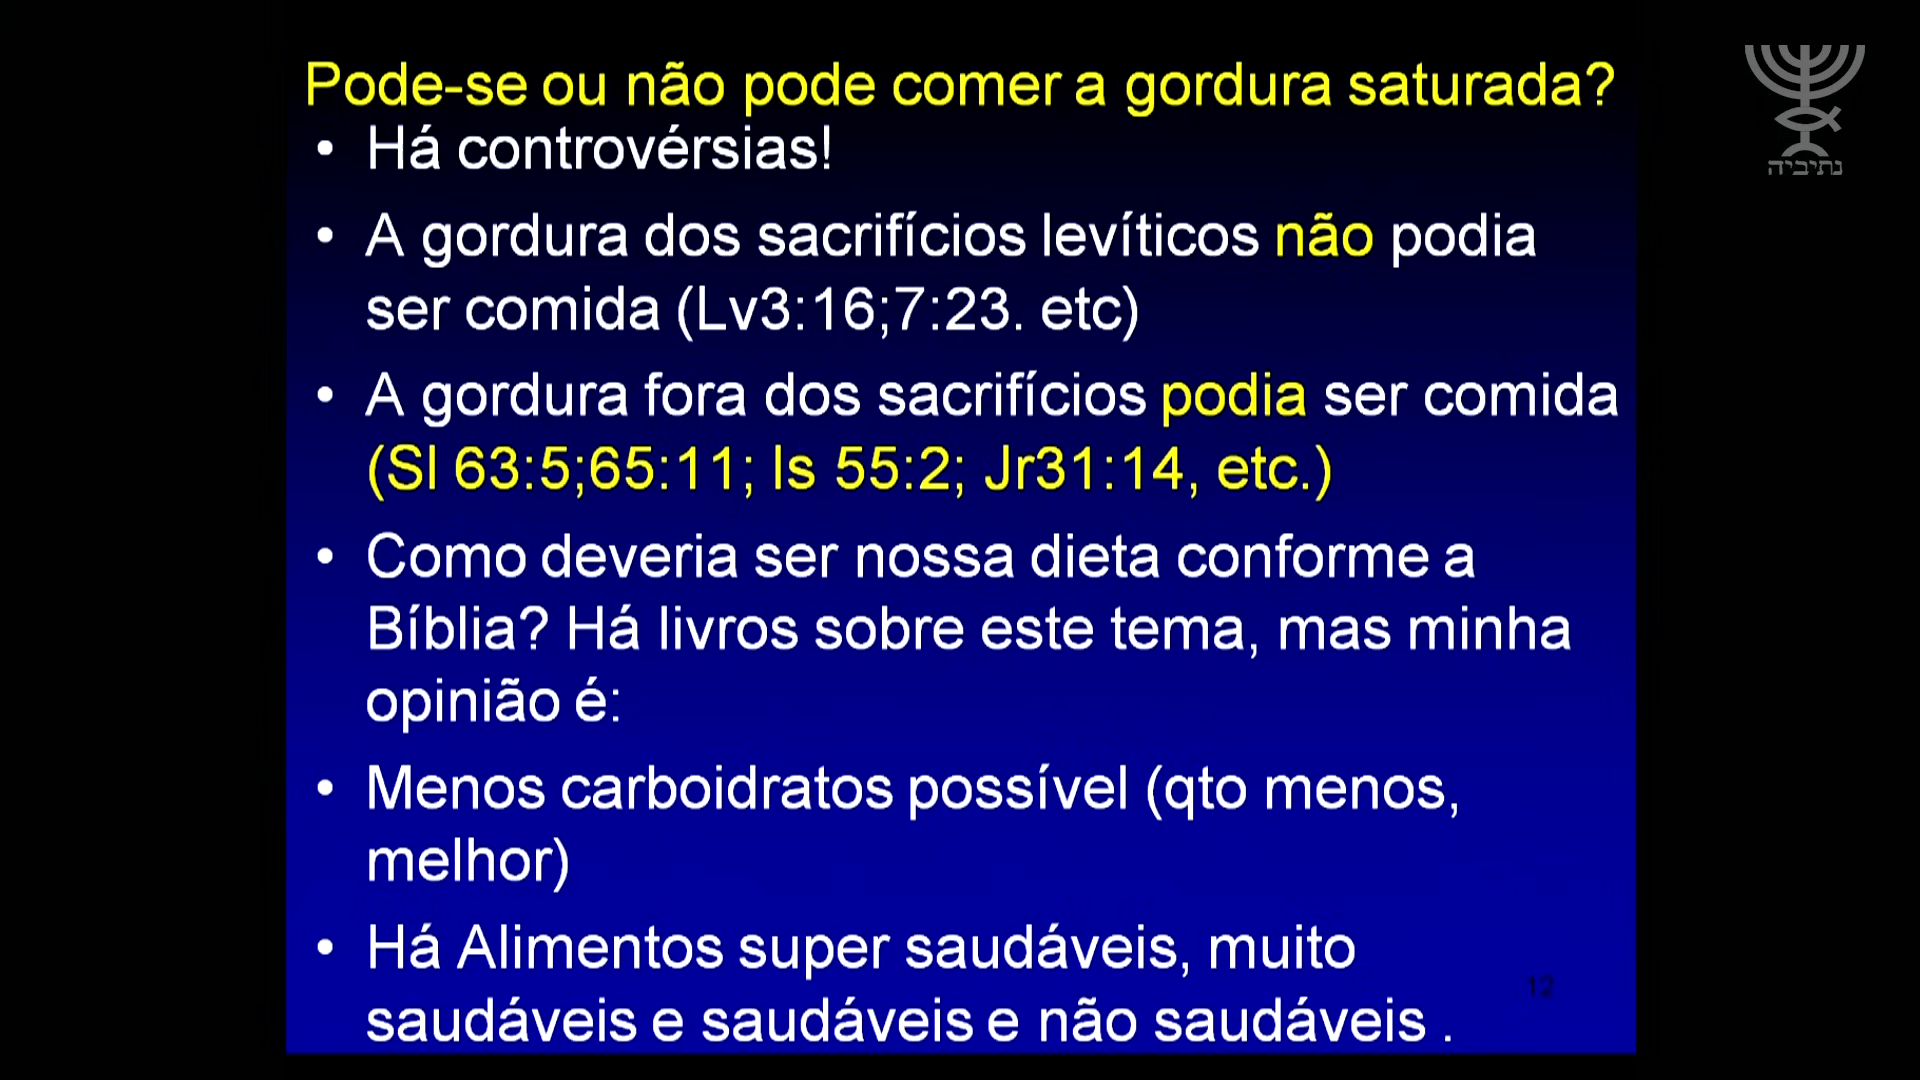 Pode-se ou não pode comer a gordura saturada?
• Há controvérsias!
• A gordura dos sacrifícios levíticos não podia
ser comida (Lv3:16;7:23. etc)
• A gordura fora dos sacrifícios podia ser comida
(Sl 63:5;65:11; Is 55:2; Jr31:14, etc.)
• Como deveria ser nossa dieta conforme a
Bíblia? Há livros sobre este tema, mas minha
opinião é:
• Menos carboidratos possível (qto menos,
melhor)
• Há Alimentos super saudáveis, muito
saudáveis e saudáveis e não saudáveis .
12
נתיביה